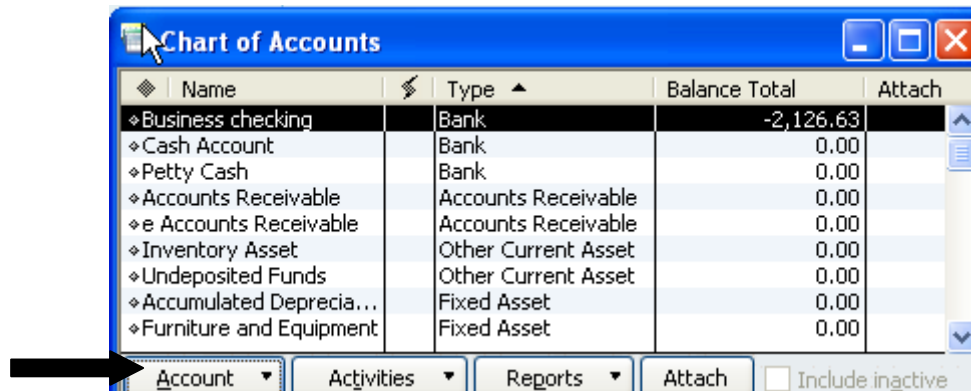 Chart of Accounts
Name Type Balance Total Attach
Business checking Bank -2,126.63
Cash Account Bank 0.00
Petty Cash Bank 0.00
Accounts Receivable Accounts Receivable 0.00
e Accounts Receivable Accounts Receivable 0.00
Inventory Asset Other Current Asset 0.00
Undeposited Funds Other Current Asset 0.00
Accumulated Deprecia... Fixed Asset 0.00
Furniture and Equipment Fixed Asset 0.00
Account Activities Reports Attach Include inactive